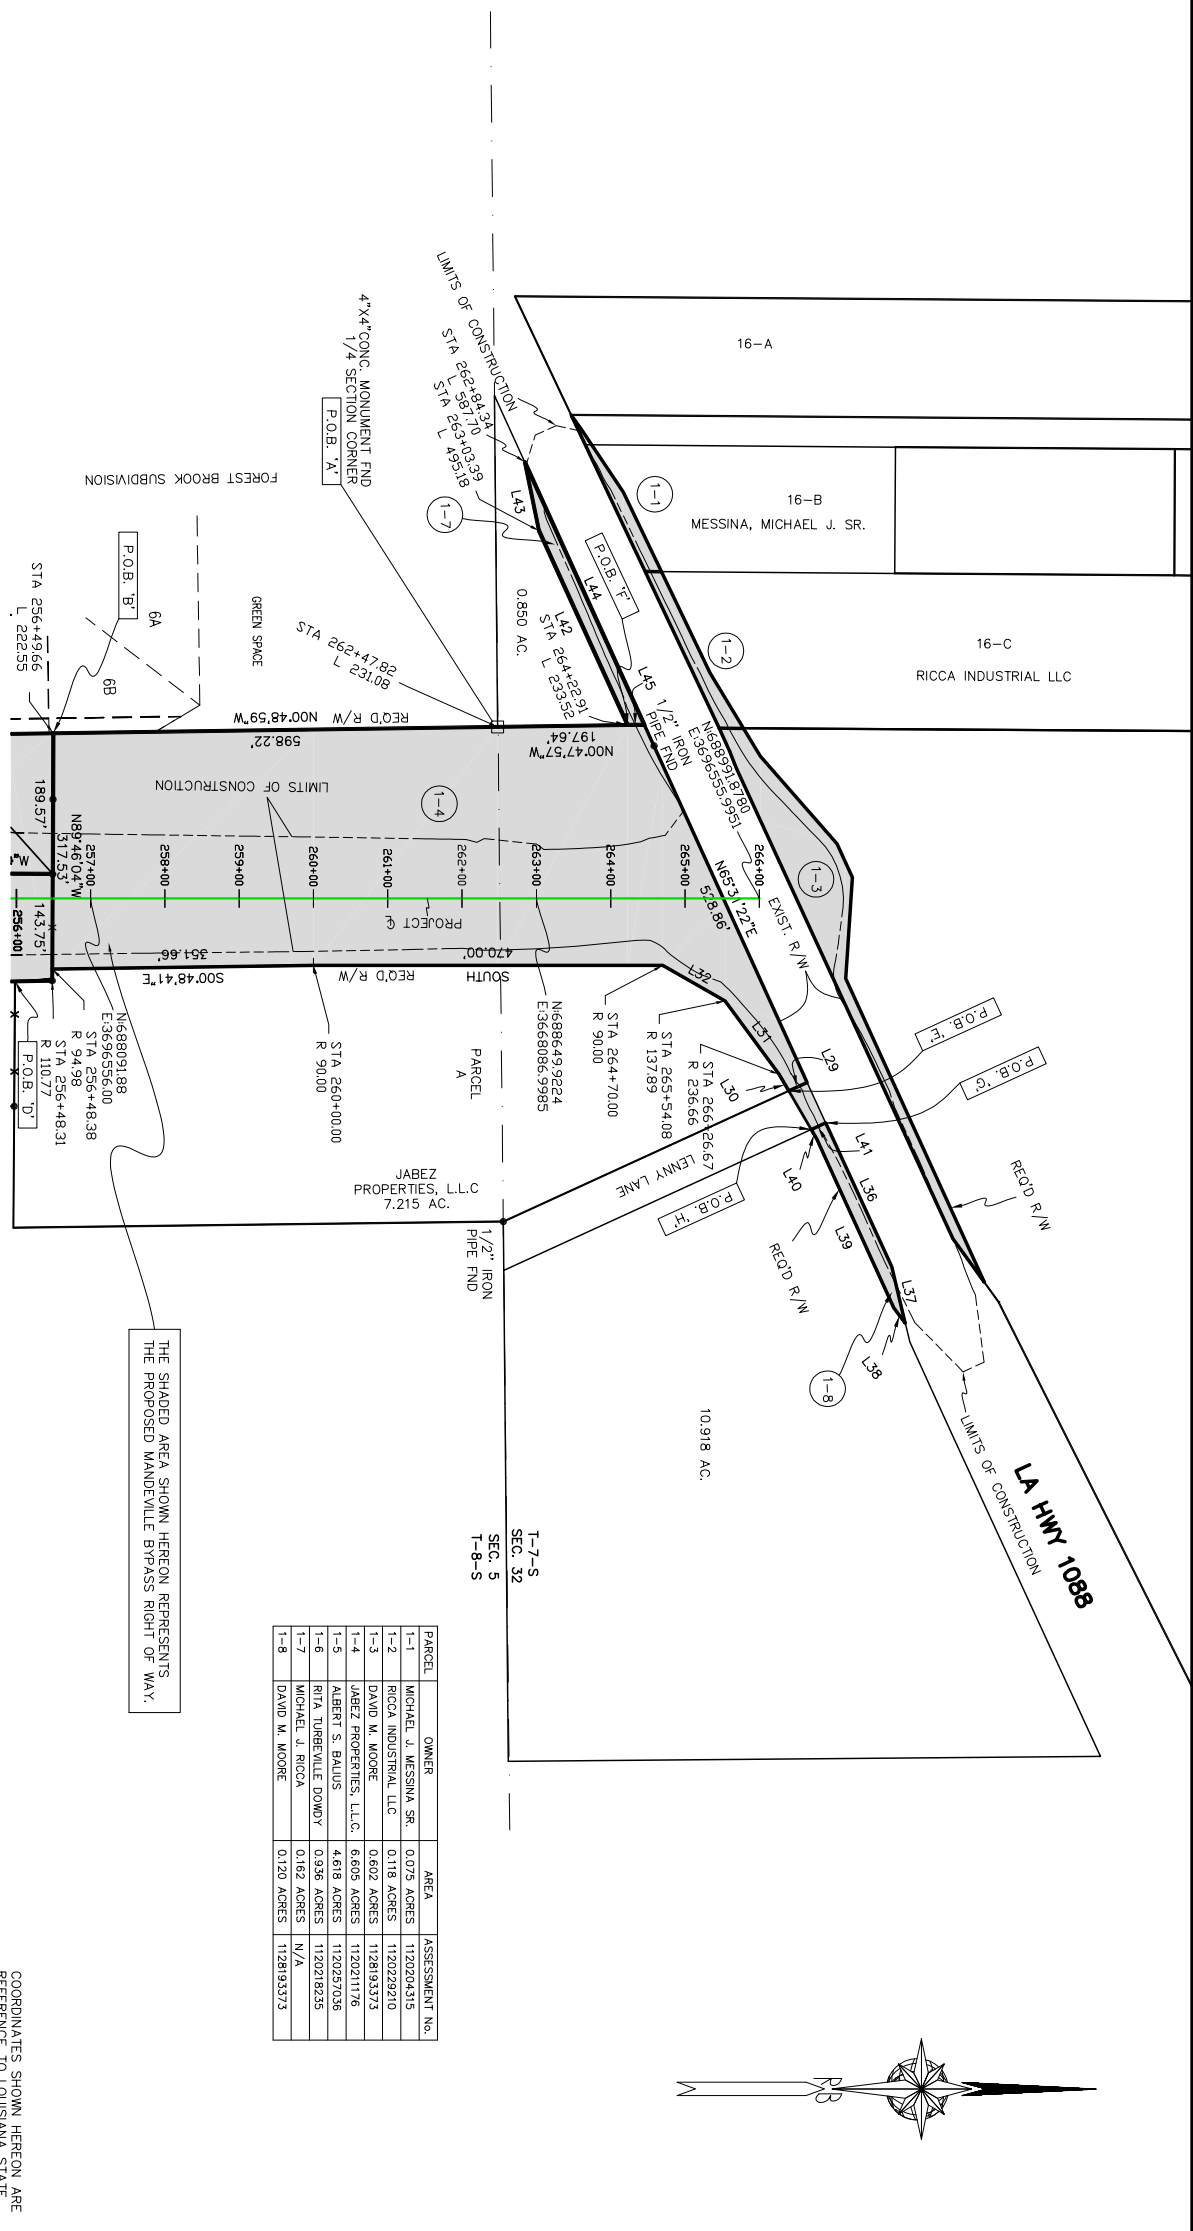 16-A
16-B
MESSINA, MICHAEL J. SR.
16-C
RICCA INDUSTRIAL LLC
LIMITS OF CONSTRUCTION
STA 262+84.34
L 587.70
STA 263+03.39
L 495.18
4"X4"CONC. MONUMENT FND
1/4 SECTION CORNER
P.O.B. 'A'
FOREST BROOK SUBDIVISION
P.O.B. 'B'
6A
6B
GREEN SPACE
STA 256+49.66
L 222.55
STA 262+47.82
L 231.08
1-7
L43
L44
P.O.B. 'F'
L42
STA 264+22.91
L 233.52
L45
0.850 AC.
1-1
1-2
1/2" IRON
PIPE FND
N:688991.8780
E:3696555.9951
N00°48'59"W
REQ'D R/W
598.22'
N00°47'57"W
197.64'
LIMITS OF CONSTRUCTION
1-4
1-3
189.57'
N89°46'04"W
317.53'
143.75'
256+00
257+00
258+00
259+00
260+00
261+00
262+00
263+00
264+00
265+00
266+00
N65°31'22"E
528.86'
EXIST. R/W
PROJECT ℄
S00°48'41"E
351.66'
REQ'D R/W
SOUTH
470.00'
L32
L31
L30
L29
N:688091.88
E:3696556.00
STA 256+48.38
R 94.98
STA 256+48.31
R 110.77
P.O.B. 'D'
STA 260+00.00
R 90.00
N:688649.9224
E:3668086.9985
STA 264+70.00
R 90.00
STA 265+54.08
R 137.89
STA 266+26.67
R 236.66
PARCEL
A
JABEZ
PROPERTIES, L.L.C
7.215 AC.
P.O.B. 'E'
P.O.B. 'G'
P.O.B. 'H'
LENNY LANE
L40
L41
L36
L39
L37
L38
1-8
REQ'D R/W
REQ'D R/W
1/2" IRON
PIPE FND
LIMITS OF CONSTRUCTION
LA HWY 1088
10.918 AC.
T-7-S
SEC. 32
SEC. 5
T-8-S
THE SHADED AREA SHOWN HEREON REPRESENTS
THE PROPOSED MANDEVILLE BYPASS RIGHT OF WAY.
PARCEL OWNER AREA ASSESSMENT No.
1-1 MICHAEL J. MESSINA SR. 0.075 ACRES 1120204315
1-2 RICCA INDUSTRIAL LLC 0.118 ACRES 1120229210
1-3 DAVID M. MOORE 0.602 ACRES 1128193373
1-4 JABEZ PROPERTIES, L.L.C. 6.605 ACRES 1120211176
1-5 ALBERT S. BALIUS 4.618 ACRES 1120257036
1-6 RITA TURBEVILLE DOWDY 0.936 ACRES 1120218235
1-7 MICHAEL J. RICCA 0.162 ACRES N/A
1-8 DAVID M. MOORE 0.120 ACRES 1128193373
RB
COORDINATES SHOWN HEREON ARE
REFERENCE TO LOUISIANA STATE